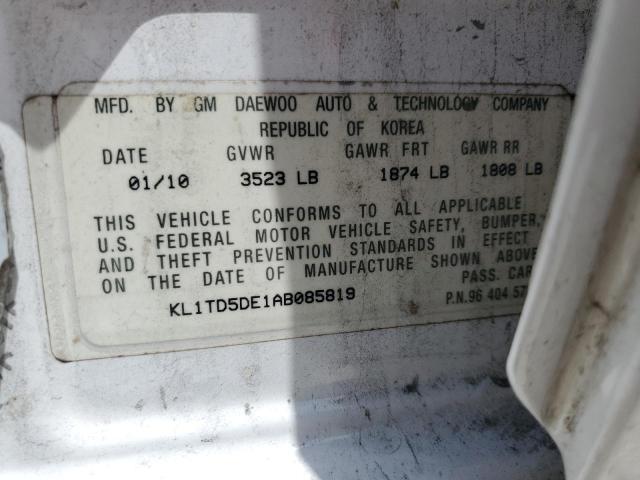 MFD. BY GM DAEWOO AUTO & TECHNOLOGY COMPANY
REPUBLIC OF KOREA
DATE GVWR GAWR FRT GAWR RR
01/10 3523 LB 1874 LB 1808 LB
THIS VEHICLE CONFORMS TO ALL APPLICABLE
U.S. FEDERAL MOTOR VEHICLE SAFETY, BUMPER,
AND THEFT PREVENTION STANDARDS IN EFFECT
ON THE DATE OF MANUFACTURE SHOWN ABOVE
PASS. CAR
KL1TD5DE1AB085819 P.N.96 404